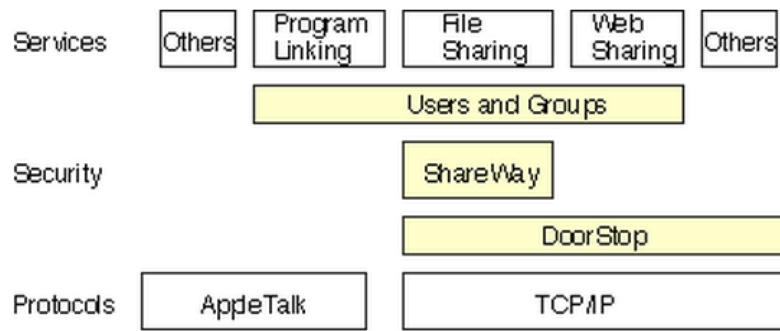 Services
Others
Program
Linking
File
Sharing
Web
Sharing
Others
Users and Groups
Security
ShareWay
DoorStop
Protocols
AppleTalk
TCP/IP